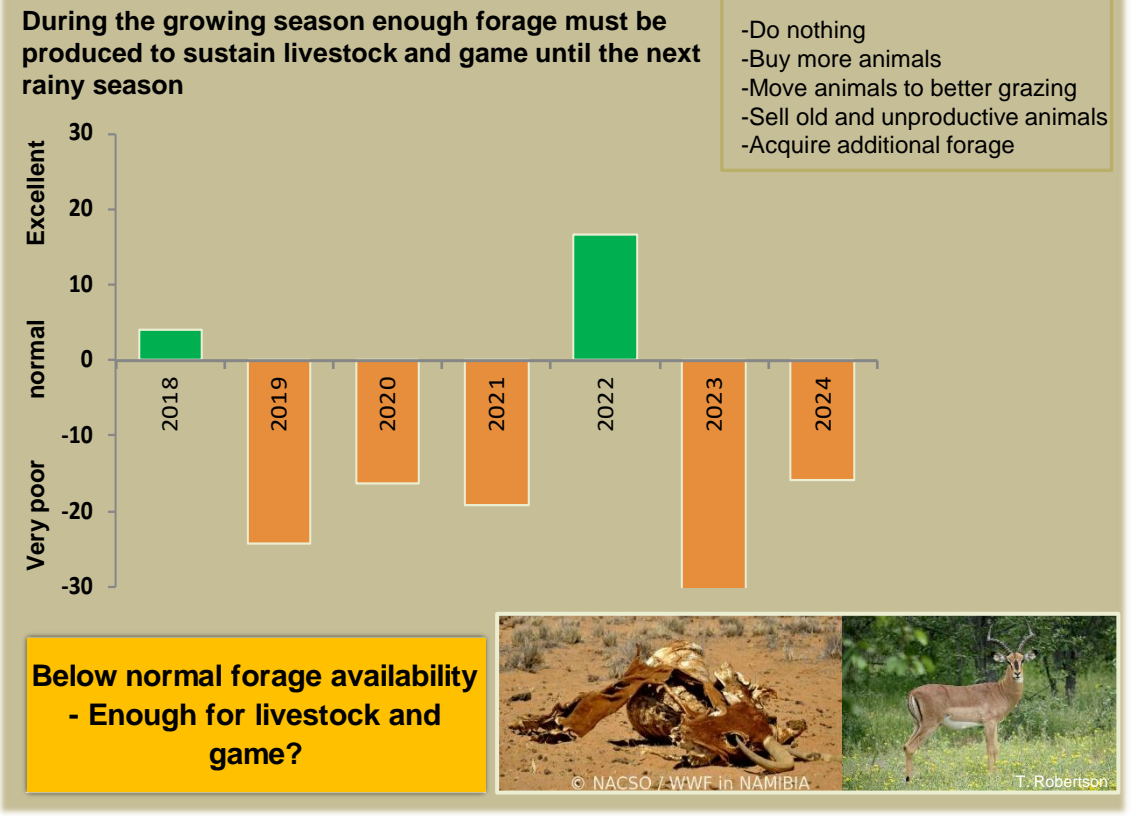 During the growing season enough forage must be
produced to sustain livestock and game until the next
rainy season
-Do nothing
-Buy more animals
-Move animals to better grazing
-Sell old and unproductive animals
-Acquire additional forage
Excellent
normal
Very poor
30
20
10
0
-10
-20
-30
2018
2019
2020
2021
2022
2023
2024
Below normal forage availability
- Enough for livestock and
game?
© NACSO / WWF in NAMIBIA
T. Robertson